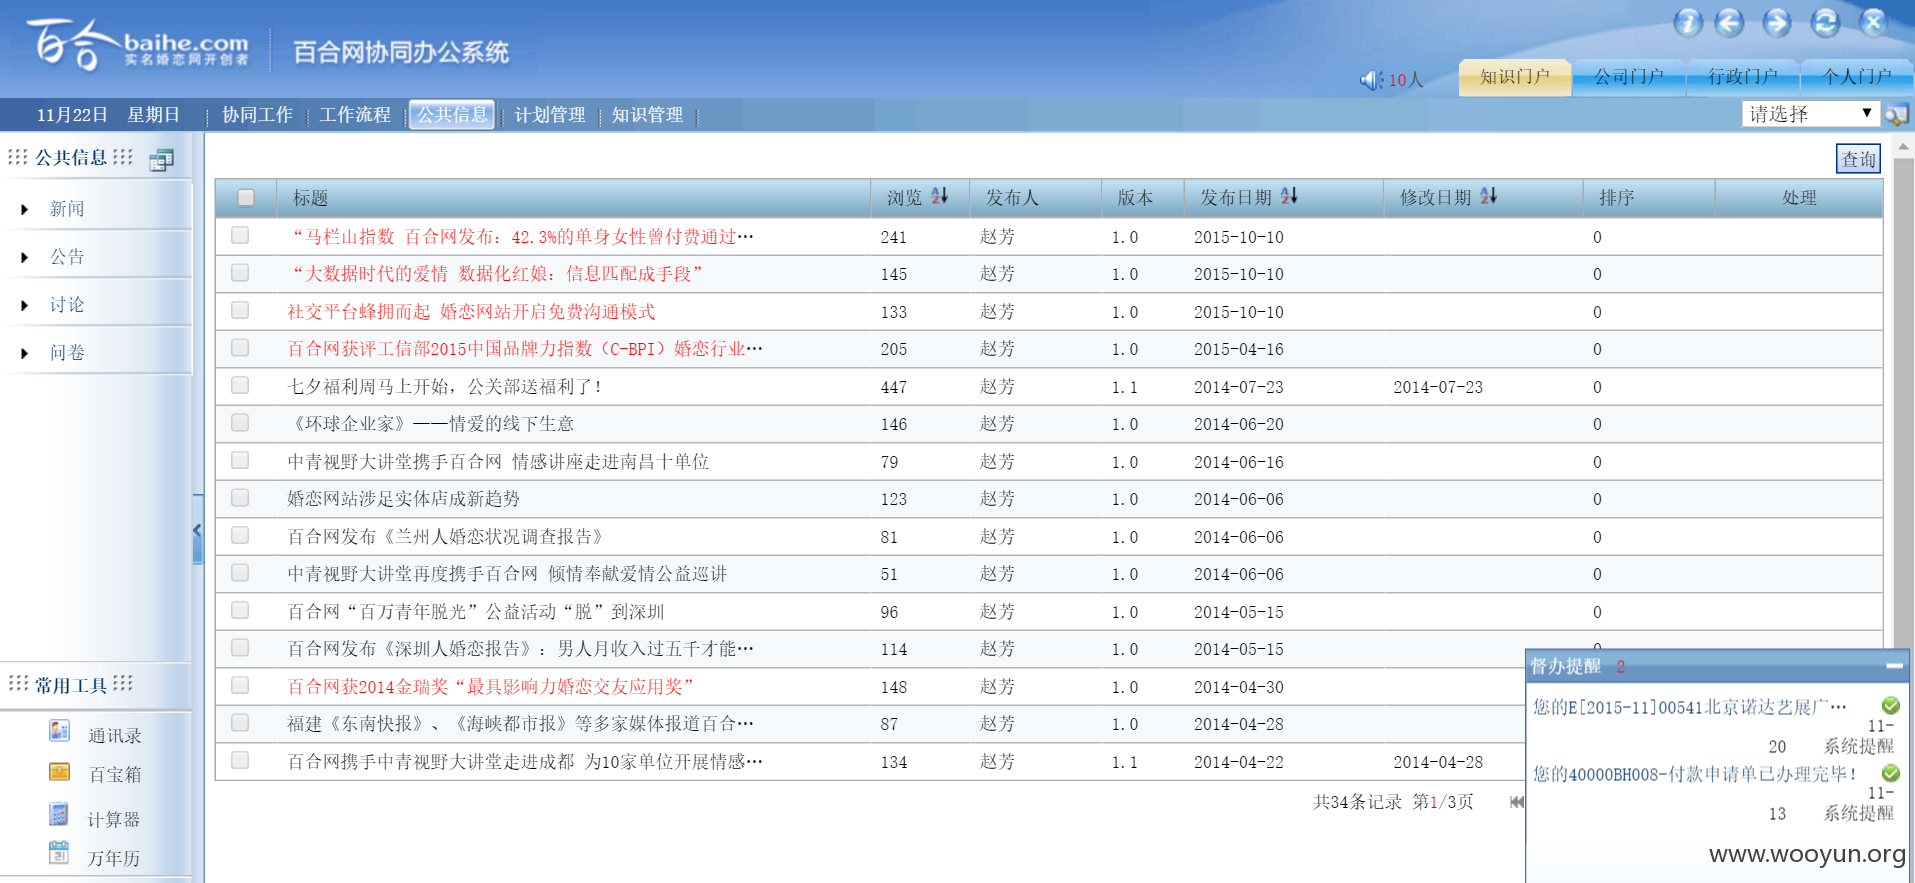 百合 baihe.com
实名婚恋网开创者
百合网协同办公系统
10人
知识门户 公司门户 行政门户 个人门户
11月22日 星期日 协同工作 工作流程 公共信息 计划管理 知识管理
请选择
公共信息
新闻
公告
讨论
问卷
常用工具
通讯录
百宝箱
计算器
万年历
查询
标题 浏览 发布人 版本 发布日期 修改日期 排序 处理
“马栏山指数 百合网发布：42.3%的单身女性曾付费通过… 241 赵芳 1.0 2015-10-10 0
“大数据时代的爱情 数据化红娘：信息匹配成手段” 145 赵芳 1.0 2015-10-10 0
社交平台蜂拥而起 婚恋网站开启免费沟通模式 133 赵芳 1.0 2015-10-10 0
百合网获评工信部2015中国品牌力指数（C-BPI）婚恋行业… 205 赵芳 1.0 2015-04-16 0
七夕福利周马上开始，公关部送福利了！ 447 赵芳 1.1 2014-07-23 2014-07-23 0
《环球企业家》——情爱的线下生意 146 赵芳 1.0 2014-06-20 0
中青视野大讲堂携手百合网 情感讲座走进南昌十单位 79 赵芳 1.0 2014-06-16 0
婚恋网站涉足实体店成新趋势 123 赵芳 1.0 2014-06-06 0
百合网发布《兰州人婚恋状况调查报告》 81 赵芳 1.0 2014-06-06 0
中青视野大讲堂再度携手百合网 倾情奉献爱情公益巡讲 51 赵芳 1.0 2014-06-06 0
百合网“百万青年脱光”公益活动“脱”到深圳 96 赵芳 1.0 2014-05-15 0
百合网发布《深圳人婚恋报告》：男人月收入过五千才能… 114 赵芳 1.0 2014-05-15 0
百合网获2014金瑞奖“最具影响力婚恋交友应用奖” 148 赵芳 1.0 2014-04-30
福建《东南快报》、《海峡都市报》等多家媒体报道百合… 87 赵芳 1.0 2014-04-28
百合网携手中青视野大讲堂走进成都 为10家单位开展情感… 134 赵芳 1.1 2014-04-22 2014-04-28
共34条记录 第1/3页
督办提醒 2
您的E[2015-11]00541北京诺达艺展广…
11-
20 系统提醒
您的40000BH008-付款申请单已办理完毕！
11-
13 系统提醒
www.wooyun.org